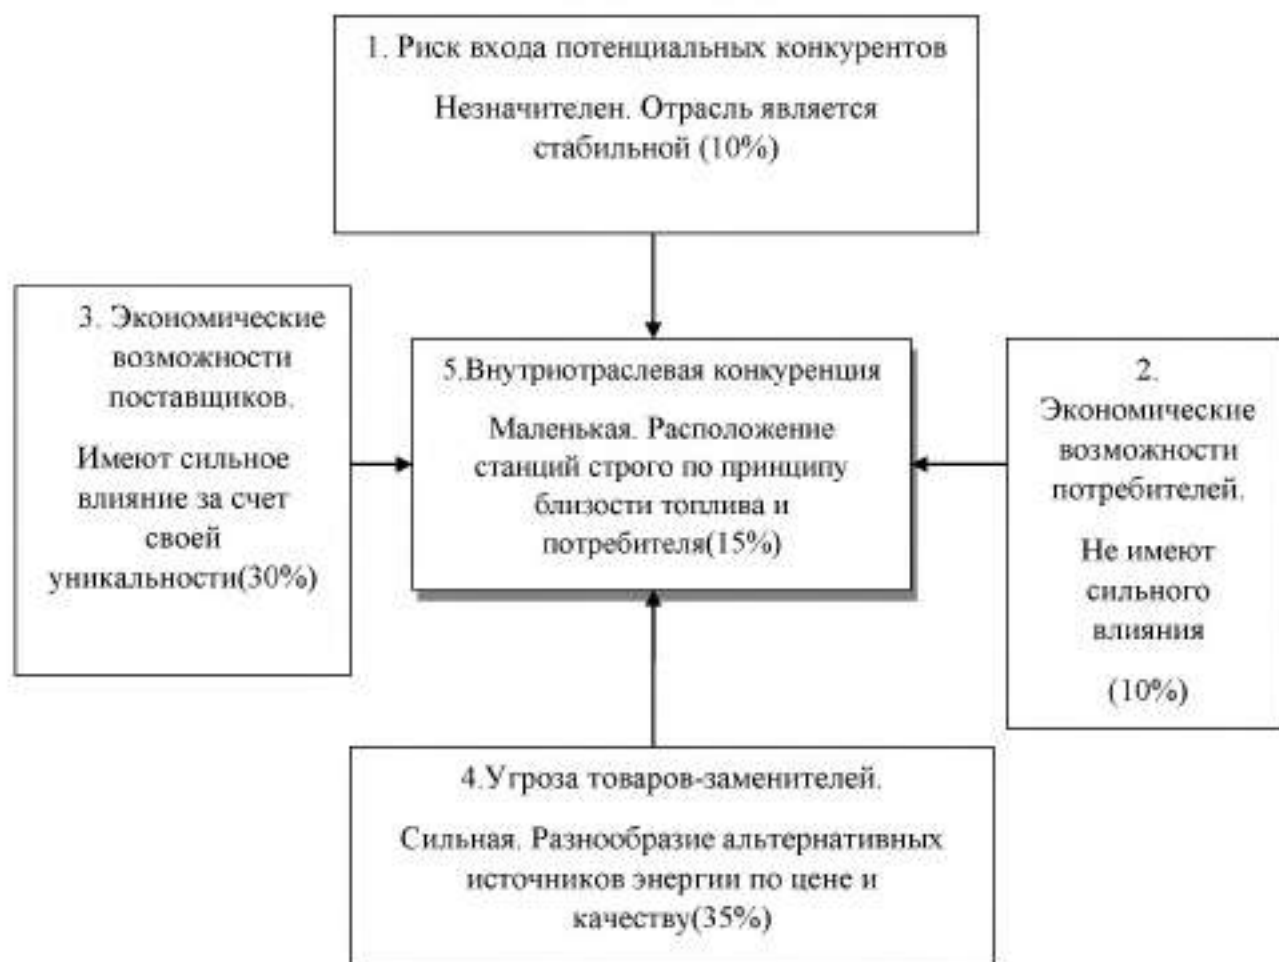 1. Риск входа потенциальных конкурентов
Незначителен. Отрасль является
стабильной (10%)
3. Экономические
возможности
поставщиков.
Имеют сильное
влияние за счет
своей
уникальности(30%)
5.Внутриотраслевая конкуренция
Маленькая. Расположение
станций строго по принципу
близости топлива и
потребителя(15%)
2.
Экономические
возможности
потребителей.
Не имеют
сильного
влияния
(10%)
4.Угроза товаров-заменителей.
Сильная. Разнообразие альтернативных
источников энергии по цене и
качеству(35%)